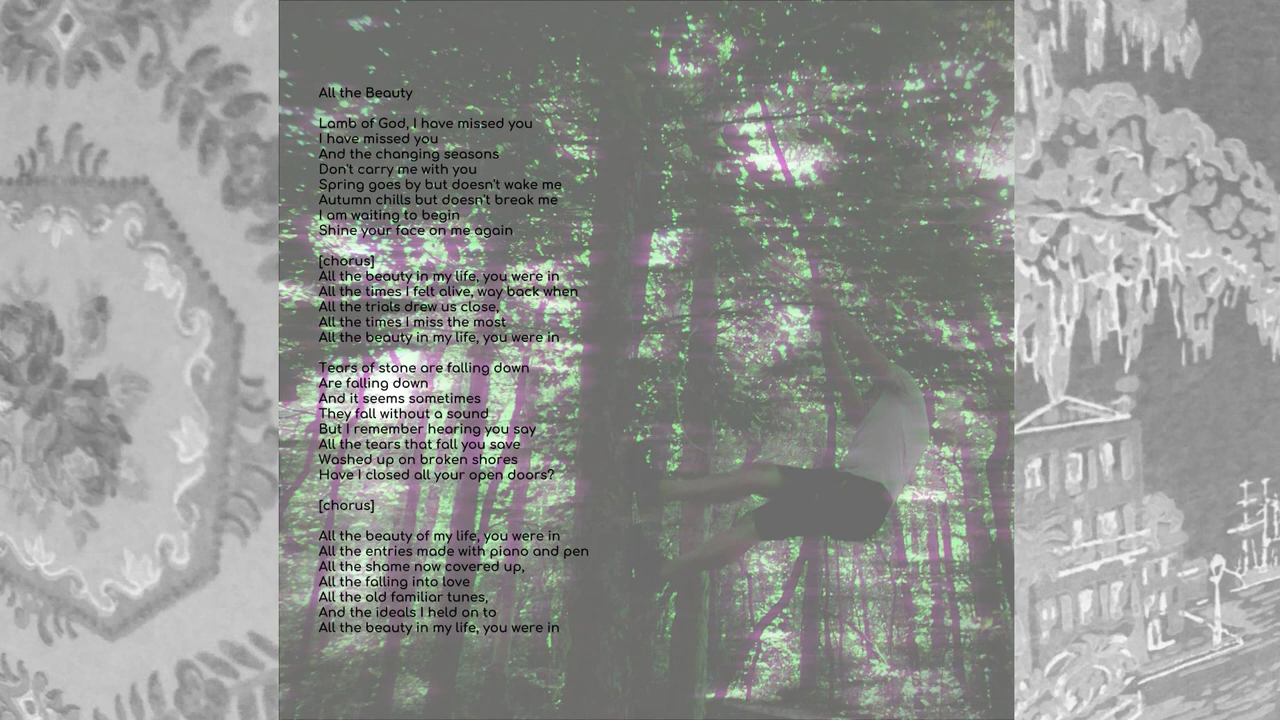 All the Beauty

Lamb of God, I have missed you
I have missed you
And the changing seasons
Don't carry me with you
Spring goes by but doesn't wake me
Autumn chills but doesn't break me
I am waiting to begin
Shine your face on me again

[chorus]
All the beauty in my life, you were in
All the times I felt alive, way back when
All the trials drew us close,
All the times I miss the most
All the beauty in my life, you were in

Tears of stone are falling down
Are falling down
And it seems sometimes
They fall without a sound
But I remember hearing you say
All the tears that fall you save
Washed up on broken shores
Have I closed all your open doors?

[chorus]

All the beauty of my life, you were in
All the entries made with piano and pen
All the shame now covered up,
All the falling into love
All the old familiar tunes,
And the ideals I held on to
All the beauty in my life, you were in